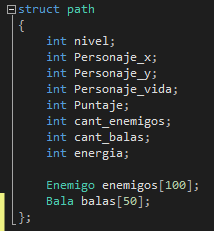 struct path
{
int nivel;
int Personaje_x;
int Personaje_y;
int Personaje_vida;
int Puntaje;
int cant_enemigos;
int cant_balas;
int energia;
Enemigo enemigos[100];
Bala balas[50];
};